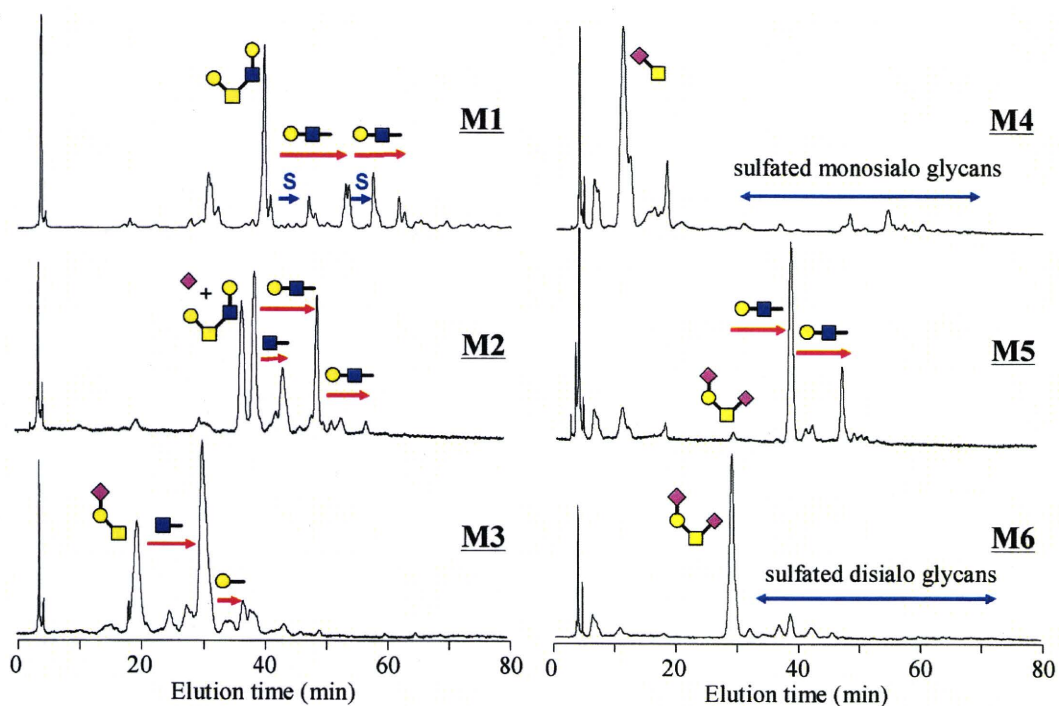 M1
S
S
M2
+
M3
0
20
40
60
80
Elution time (min)
M4
sulfated monosialo glycans
M5
M6
sulfated disialo glycans
0
20
40
60
80
Elution time (min)